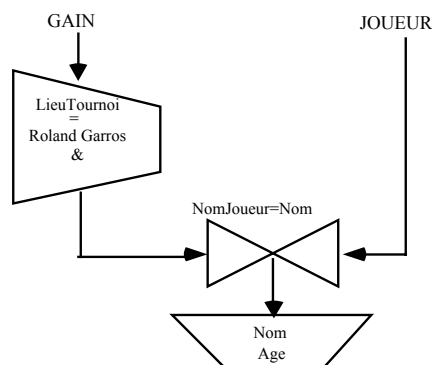 GAIN
JOUEUR
LieuTournoi
=
Roland Garros
&
NomJoueur=Nom
Nom
Age